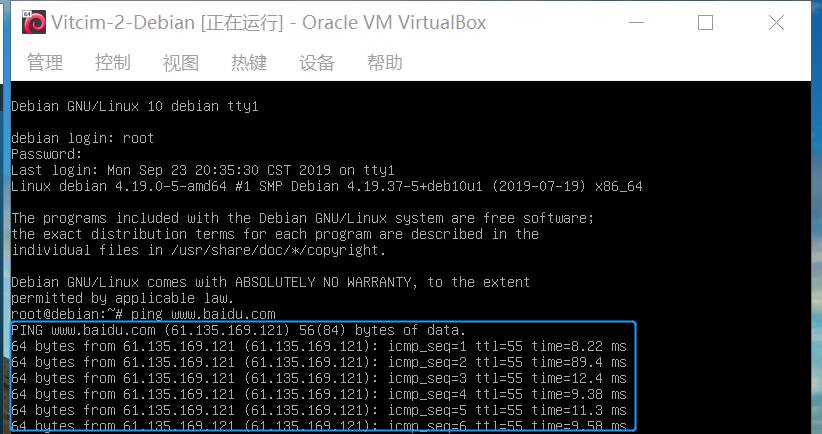 Vitcim-2-Debian [正在运行] - Oracle VM VirtualBox
管理 控制 视图 热键 设备 帮助
Debian GNU/Linux 10 debian tty1
debian login: root
Password:
Last login: Mon Sep 23 20:35:30 CST 2019 on tty1
Linux debian 4.19.0-5-amd64 #1 SMP Debian 4.19.37-5+deb10u1 (2019-07-19) x86_64
The programs included with the Debian GNU/Linux system are free software;
the exact distribution terms for each program are described in the
individual files in /usr/share/doc/*/copyright.
Debian GNU/Linux comes with ABSOLUTELY NO WARRANTY, to the extent
permitted by applicable law.
root@debian:~# ping www.baidu.com
PING www.baidu.com (61.135.169.121) 56(84) bytes of data.
64 bytes from 61.135.169.121 (61.135.169.121): icmp_seq=1 ttl=55 time=8.22 ms
64 bytes from 61.135.169.121 (61.135.169.121): icmp_seq=2 ttl=55 time=89.4 ms
64 bytes from 61.135.169.121 (61.135.169.121): icmp_seq=3 ttl=55 time=12.4 ms
64 bytes from 61.135.169.121 (61.135.169.121): icmp_seq=4 ttl=55 time=9.38 ms
64 bytes from 61.135.169.121 (61.135.169.121): icmp_seq=5 ttl=55 time=11.3 ms
64 bytes from 61.135.169.121 (61.135.169.121): icmp_seq=6 ttl=55 time=9.58 ms